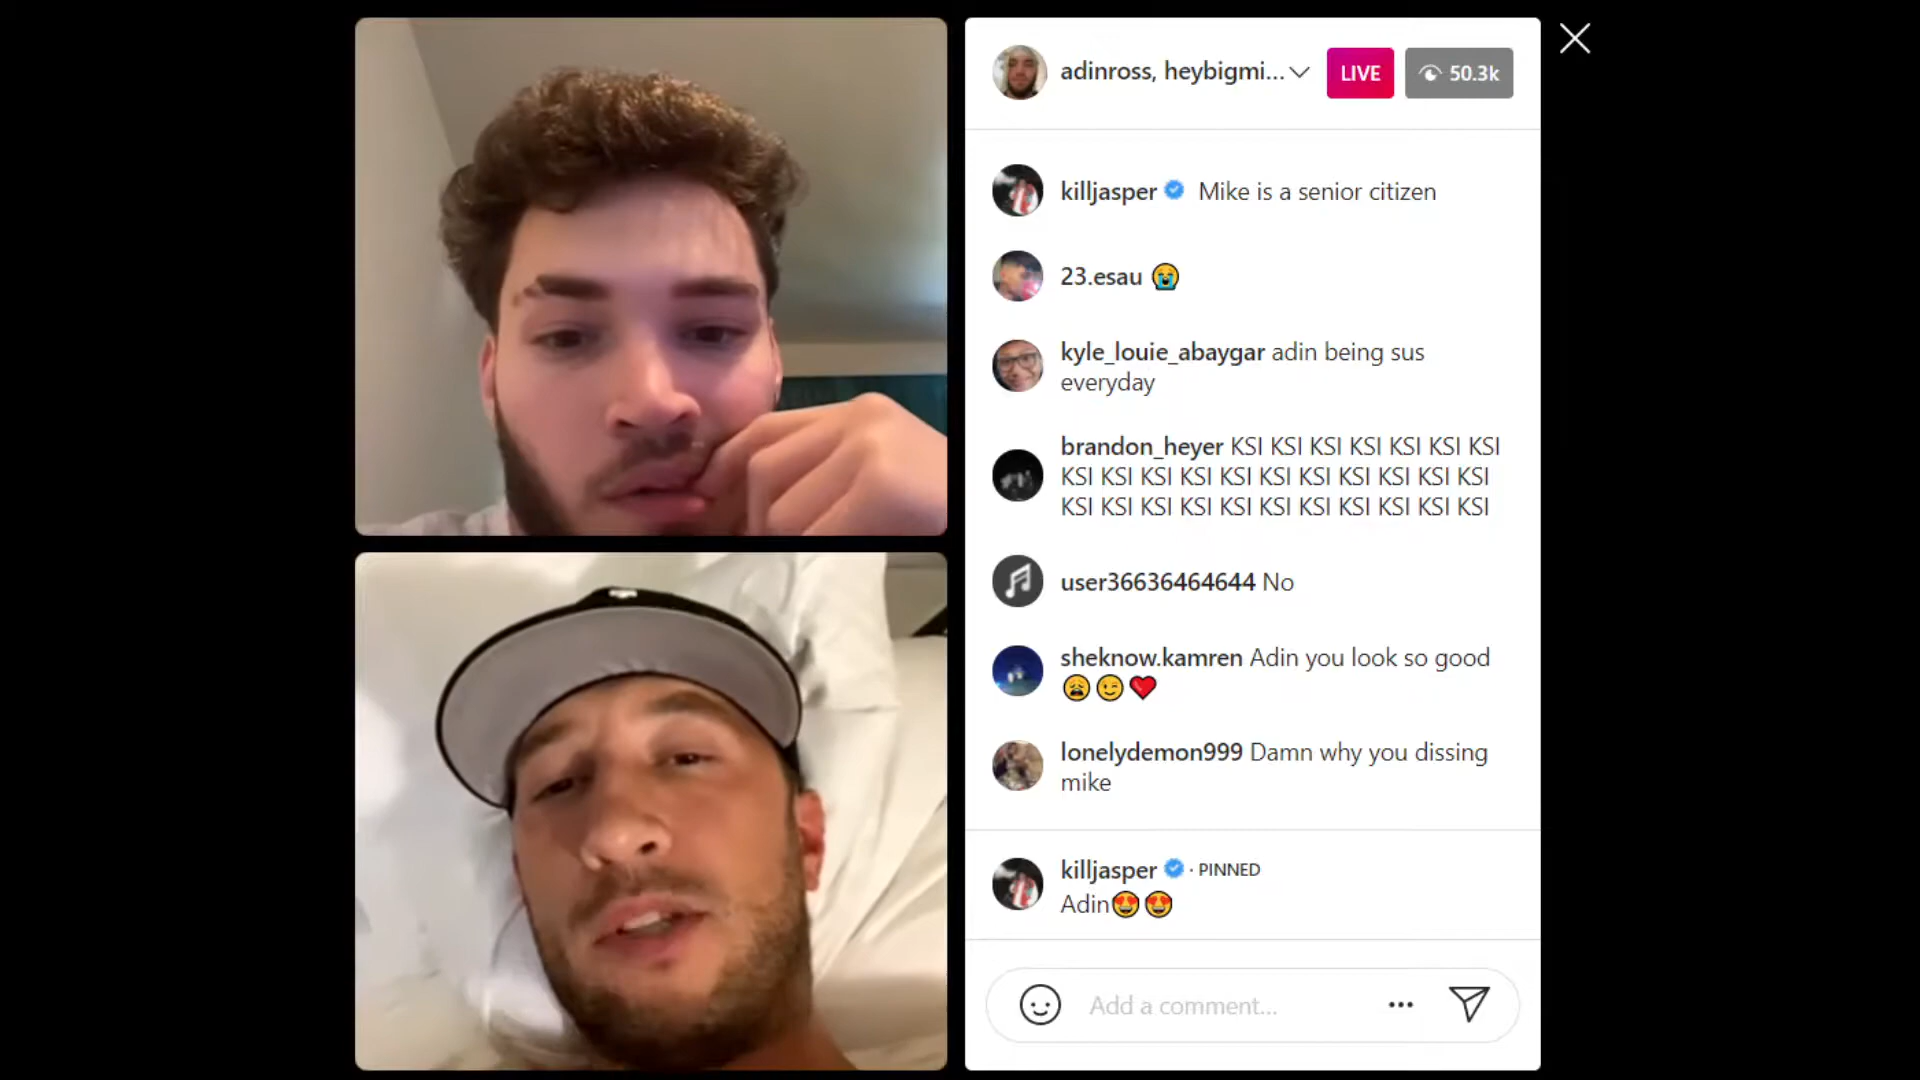 adinross, heybigmi...
LIVE
50.3k
killjasper Mike is a senior citizen
23.esau 😭
kyle_louie_abaygar adin being sus
everyday
brandon_heyer KSI KSI KSI KSI KSI KSI KSI
KSI KSI KSI KSI KSI KSI KSI KSI KSI KSI KSI
KSI KSI KSI KSI KSI KSI KSI KSI KSI KSI KSI
user36636464644 No
sheknow.kamren Adin you look so good
😩😉❤️
lonelydemon999 Damn why you dissing
mike
killjasper · PINNED
Adin😍😍
Add a comment...